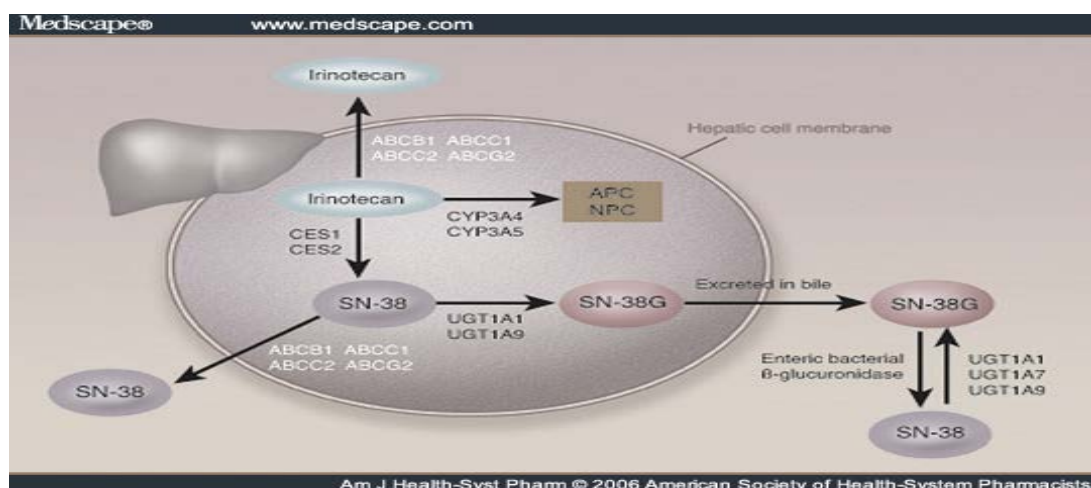 Medscape® www.medscape.com
Irinotecan
ABCB1 ABCC1
ABCC2 ABCG2
Hepatic cell membrane
Irinotecan
APC
NPC
CYP3A4
CYP3A5
CES1
CES2
SN-38
UGT1A1
UGT1A9
SN-38G
Excreted in bile
SN-38G
ABCB1 ABCC1
ABCC2 ABCG2
SN-38
Enteric bacterial
ß-glucuronidase
UGT1A1
UGT1A7
UGT1A9
SN-38
Am J Health-Syst Pharm © 2006 American Society of Health-System Pharmacists